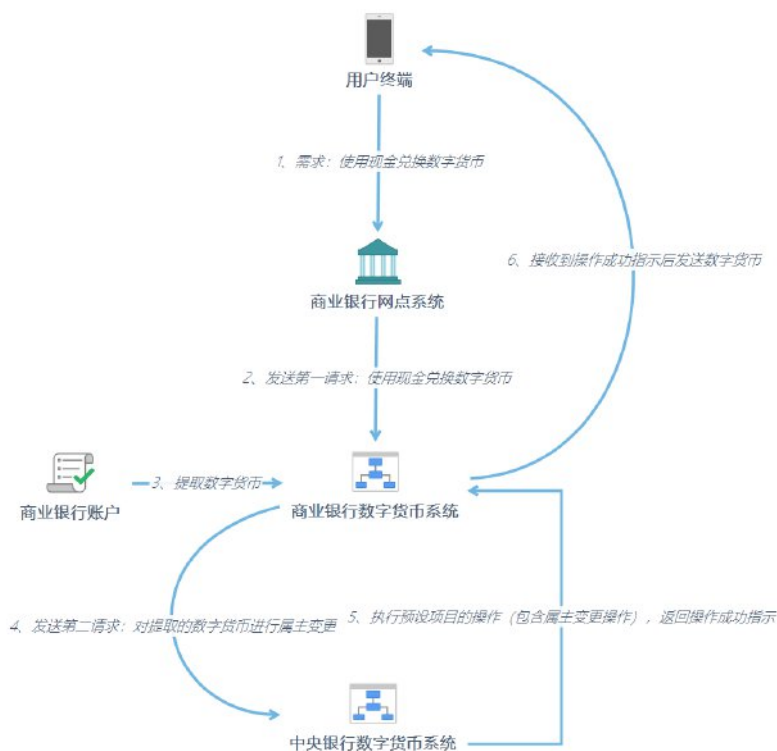 用户终端
1、需求：使用现金兑换数字货币
6、接收到操作成功指示后发送数字货币
商业银行网点系统
2、发送第一请求：使用现金兑换数字货币
3、提取数字货币
商业银行账户
商业银行数字货币系统
4、发送第二请求：对提取的数字货币进行属主变更
5、执行预设项目的操作（包含属主变更操作），返回操作成功指示
中央银行数字货币系统